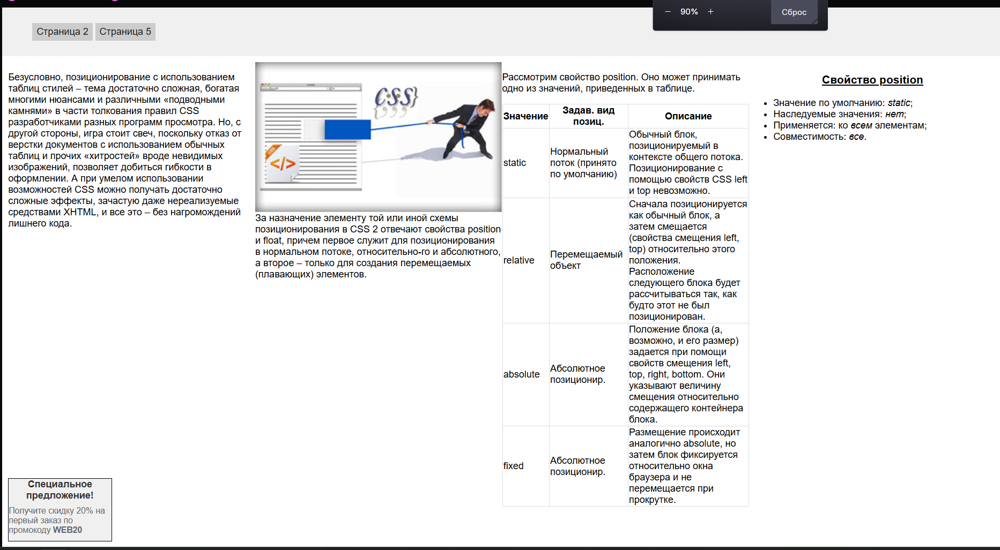 90%
Сброс
Страница 2 Страница 5
Безусловно, позиционирование с использованием
таблиц стилей – тема достаточно сложная, богатая
многими нюансами и различными «подводными
камнями» в части толкования правил CSS
разработчиками разных программ просмотра. Но, с
другой стороны, игра стоит свеч, поскольку отказ от
верстки документов с использованием обычных
таблиц и прочих «хитростей» вроде невидимых
изображений, позволяет добиться гибкости в
оформлении. А при умелом использовании
возможностей CSS можно получать достаточно
сложные эффекты, зачастую даже нереализуемые
средствами XHTML, и все это – без нагромождений
лишнего кода.
CSS}
{;;;
CSS
</>
За назначение элементу той или иной схемы
позиционирования в CSS 2 отвечают свойства position
и float, причем первое служит для позиционирования
в нормальном потоке, относительно-го и абсолютного,
а второе – только для создания перемещаемых
(плавающих) элементов.
Рассмотрим свойство position. Оно может принимать
одно из значений, приведенных в таблице.
Значение
Задав. вид
позиц.
Описание
static
Нормальный
поток (принято
по умолчанию)
Обычный блок,
позиционируемый в
контексте общего потока.
Позиционирование с
помощью свойств CSS left
и top невозможно.
relative
Перемещаемый
объект
Сначала позиционируется
как обычный блок, а
затем смещается
(свойства смещения left,
top) относительно этого
положения.
Расположение
следующего блока будет
рассчитываться так, как
будто этот не был
позиционирован.
absolute
Абсолютное
позиционир.
Положение блока (а,
возможно, и его размер)
задается при помощи
свойств смещения left,
top, right, bottom. Они
указывают величину
смещения относительно
содержащего контейнера
блока.
fixed
Абсолютное
позиционир.
Размещение происходит
аналогично absolute, но
затем блок фиксируется
относительно окна
браузера и не
перемещается при
прокрутке.
Свойство position
• Значение по умолчанию: static;
• Наследуемые значения: нет;
• Применяется: ко всем элементам;
• Совместимость: все.
Специальное
предложение!
Получите скидку 20% на
первый заказ по
промокоду WEB20